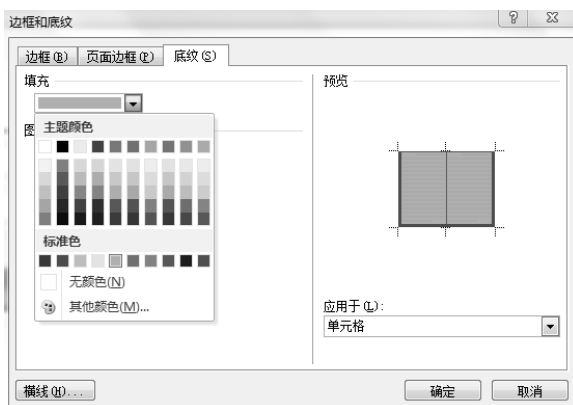 边框和底纹
边框(B) 页面边框(P) 底纹(S)
填充
预览
图
主题颜色
标准色
无颜色(N)
其他颜色(M)...
应用于(L):
单元格
横线(H)... 确定 取消